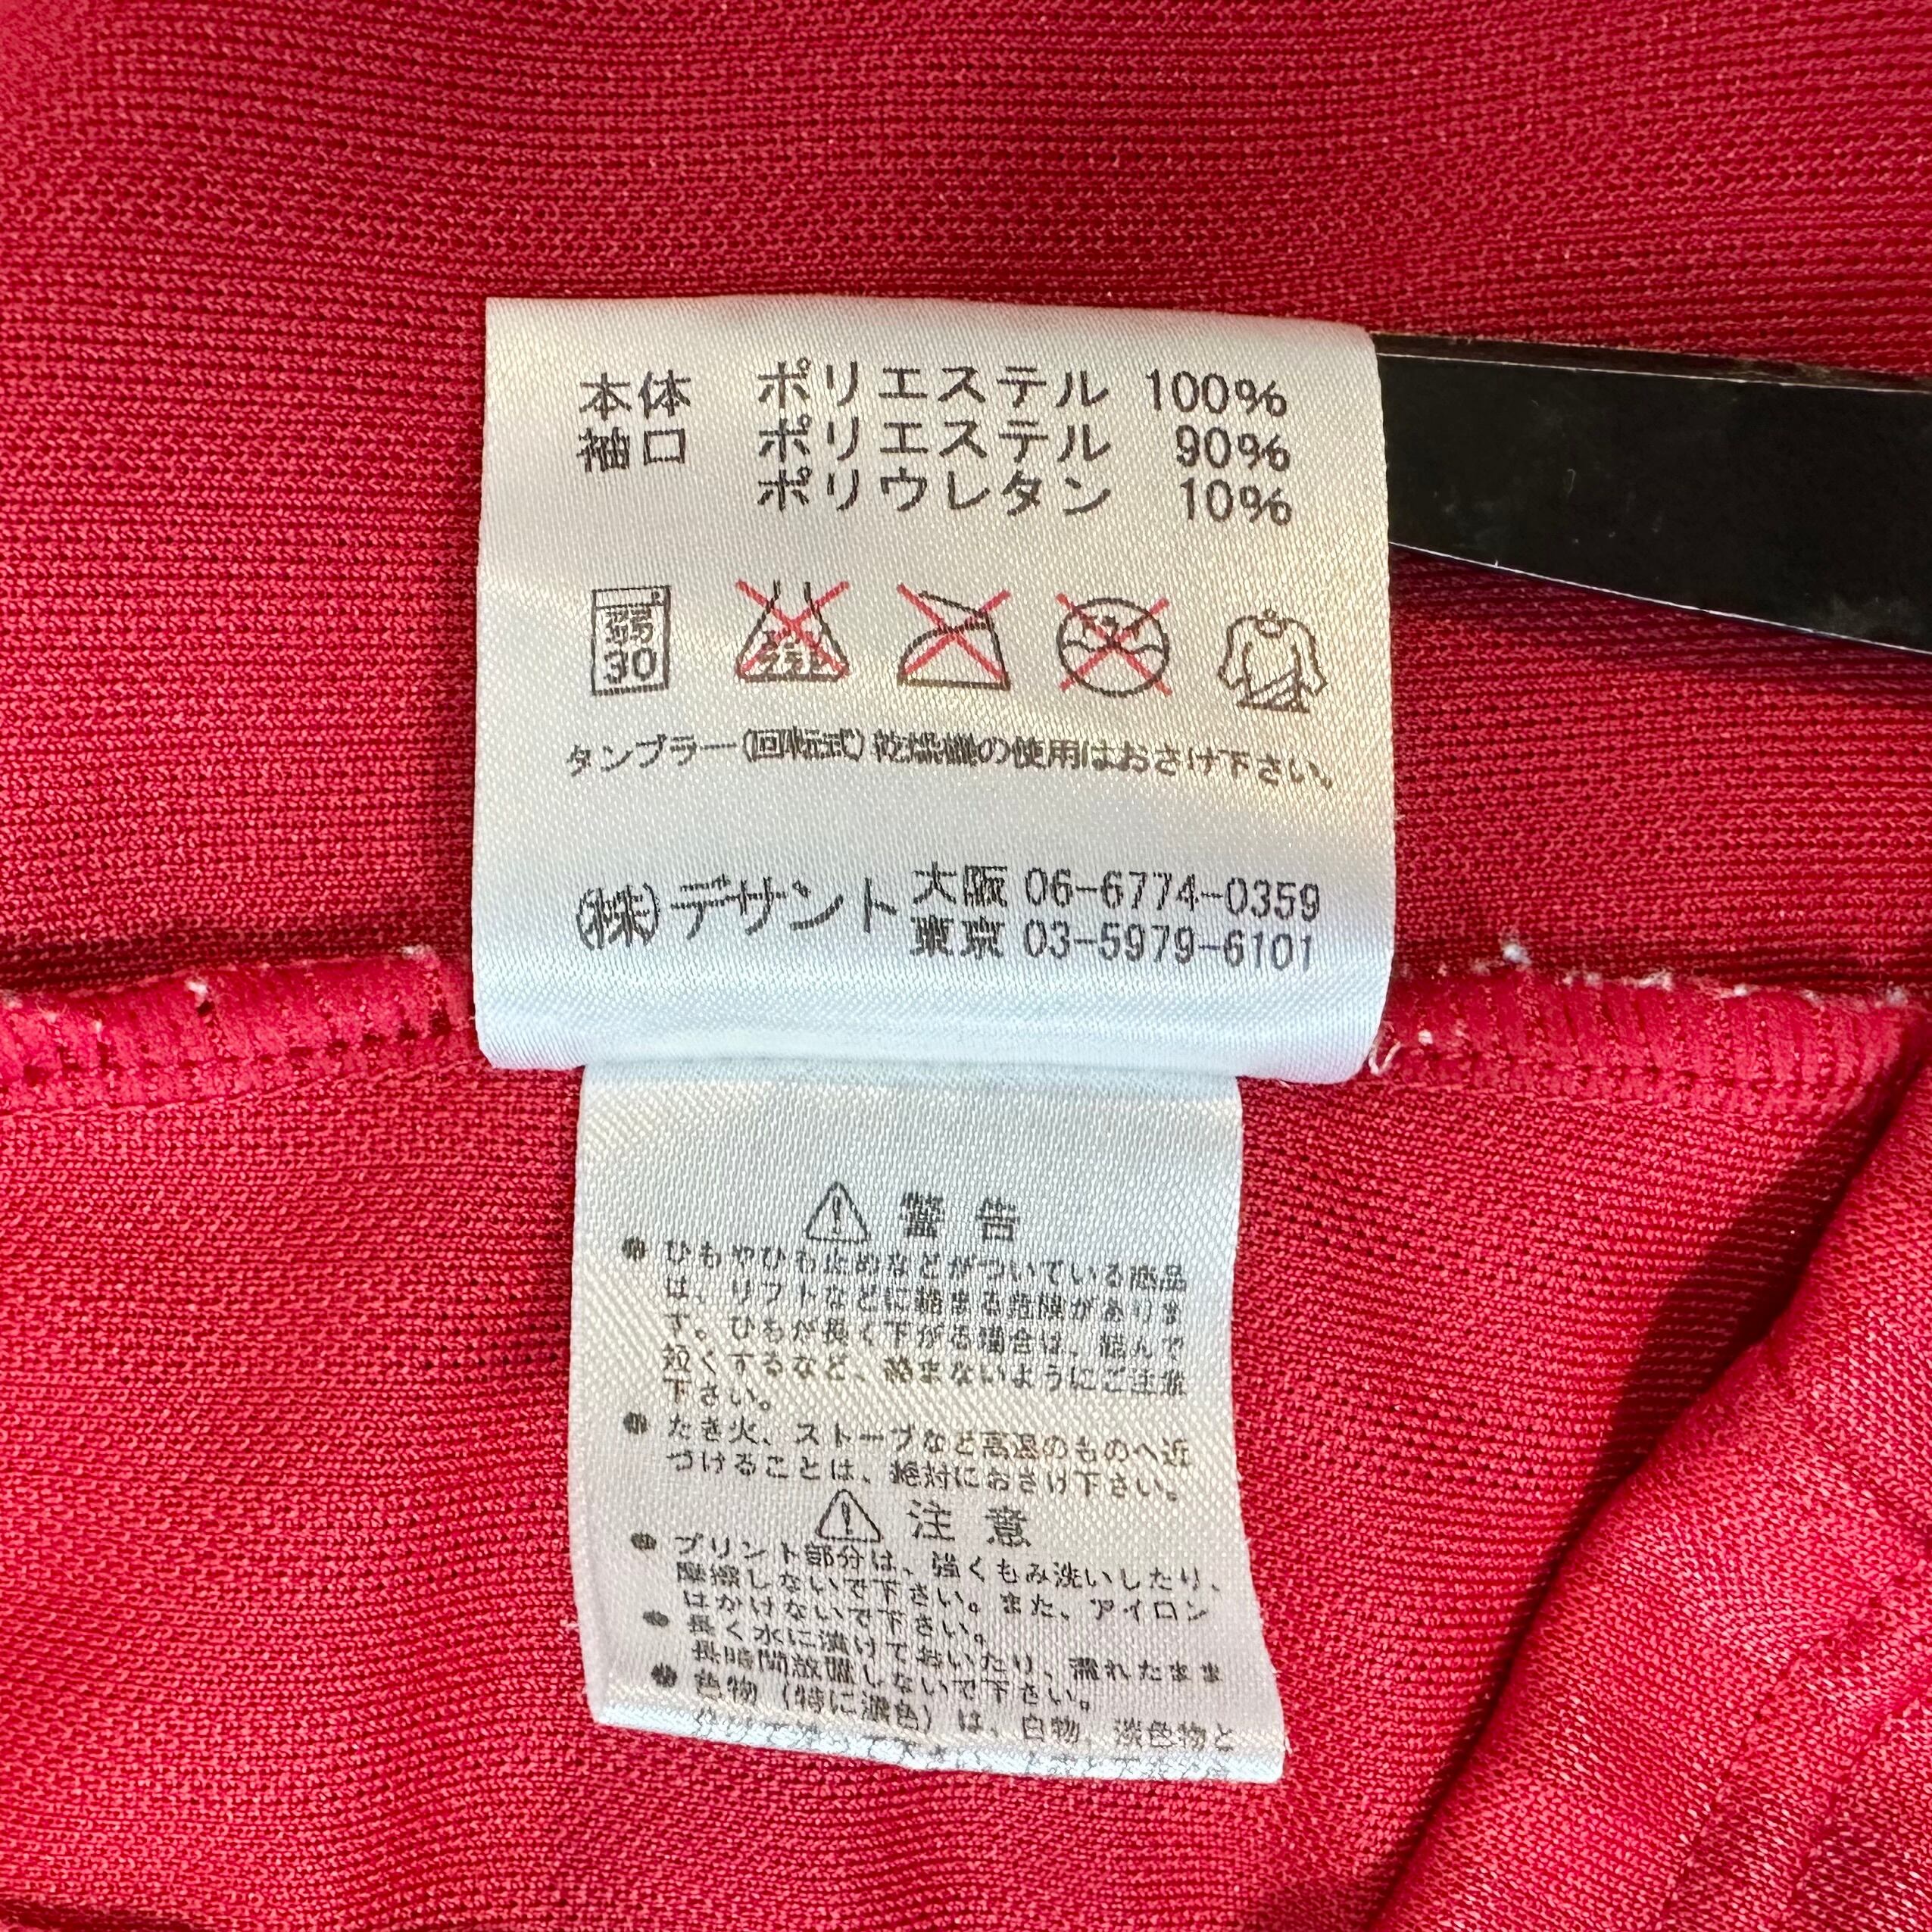 本体 ポリエステル 100%
袖口 ポリエステル 90%
ポリウレタン 10%
弱
30
エンソ
サラシ
タンブラー(回転式)乾燥機の使用はおさけ下さい。
(株)デサント 大阪 06-6774-0359
東京 03-5979-6101
警告
● ひもやひも止めなどがついている商品
は、リフトなどに絡まる危険がありま
す。ひもが長く下がる場合は、結んで
短くするなど、絡まないようにご注意
下さい。
● たき火、ストーブなど高温のものへ近
づけることは、絶対におさけ下さい。
注意
● プリント部分は、強くもみ洗いしたり、
摩擦しないで下さい。また、アイロン
はかけないで下さい。
● 長く水に漬けておいたり、濡れたまま
長時間放置しないで下さい。
● 色物(特に濃色)は、白物、淡色物と